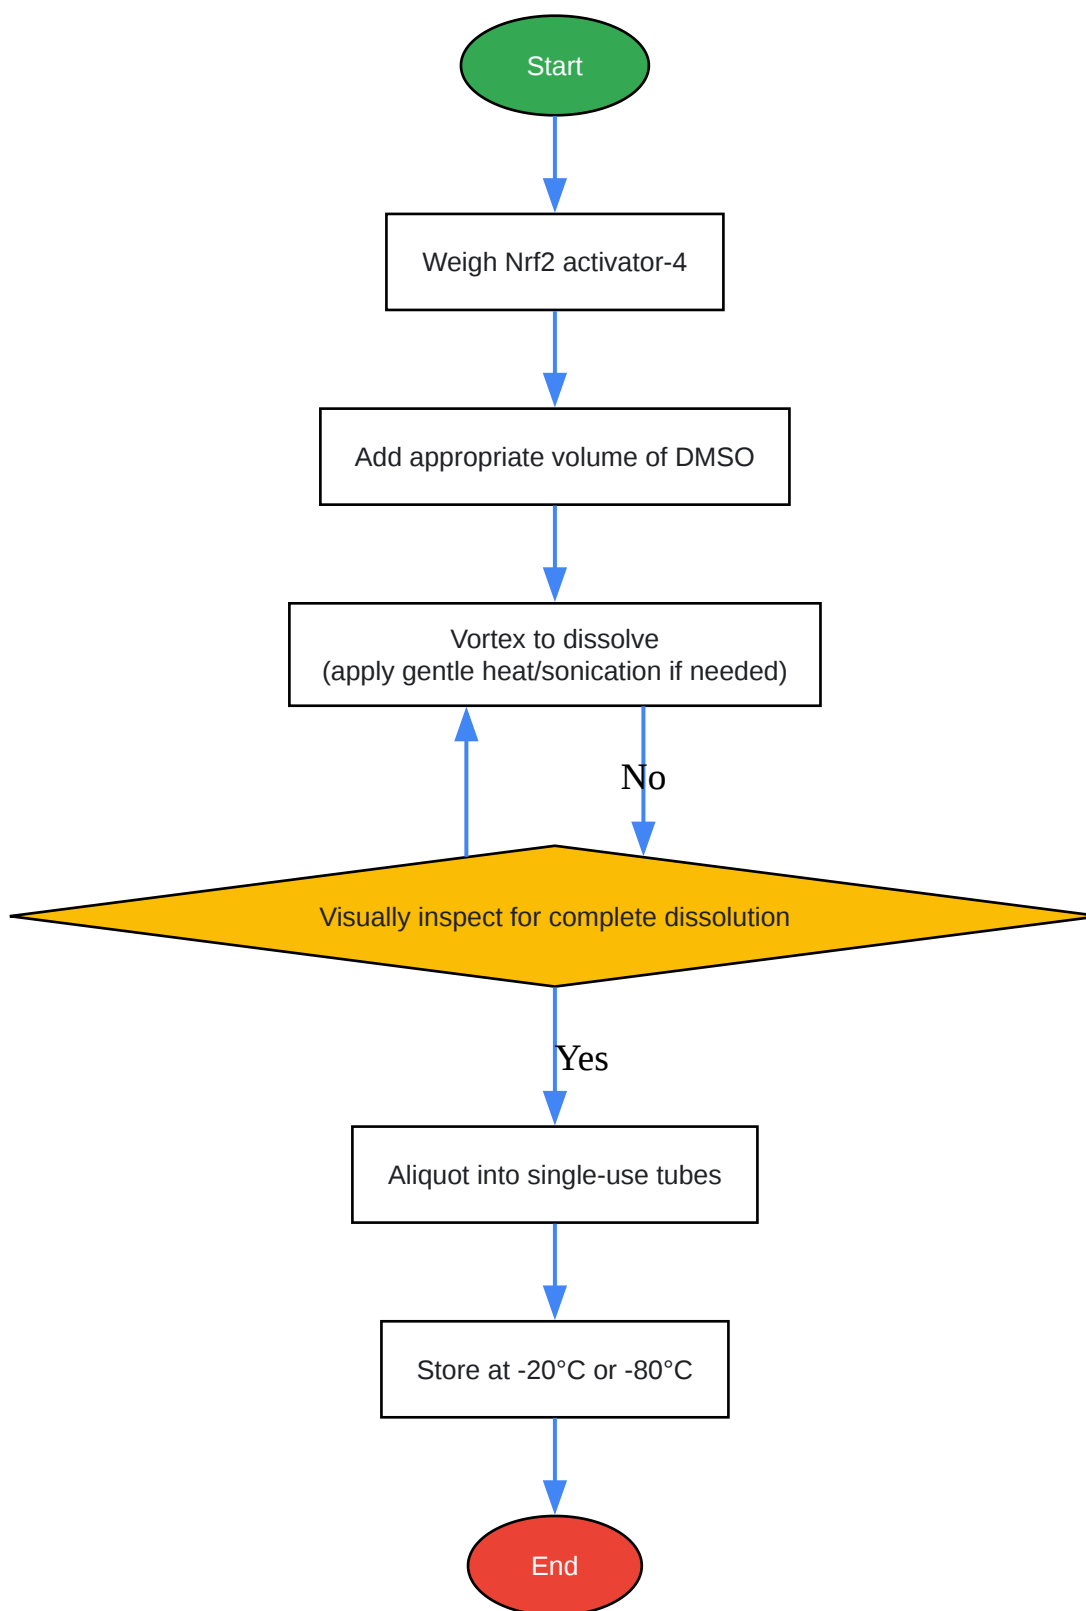 Start
Weigh Nrf2 activator-4
Add appropriate volume of DMSO
Vortex to dissolve
(apply gentle heat/sonication if needed)
No
Visually inspect for complete dissolution
Yes
Aliquot into single-use tubes
Store at -20°C or -80°C
End